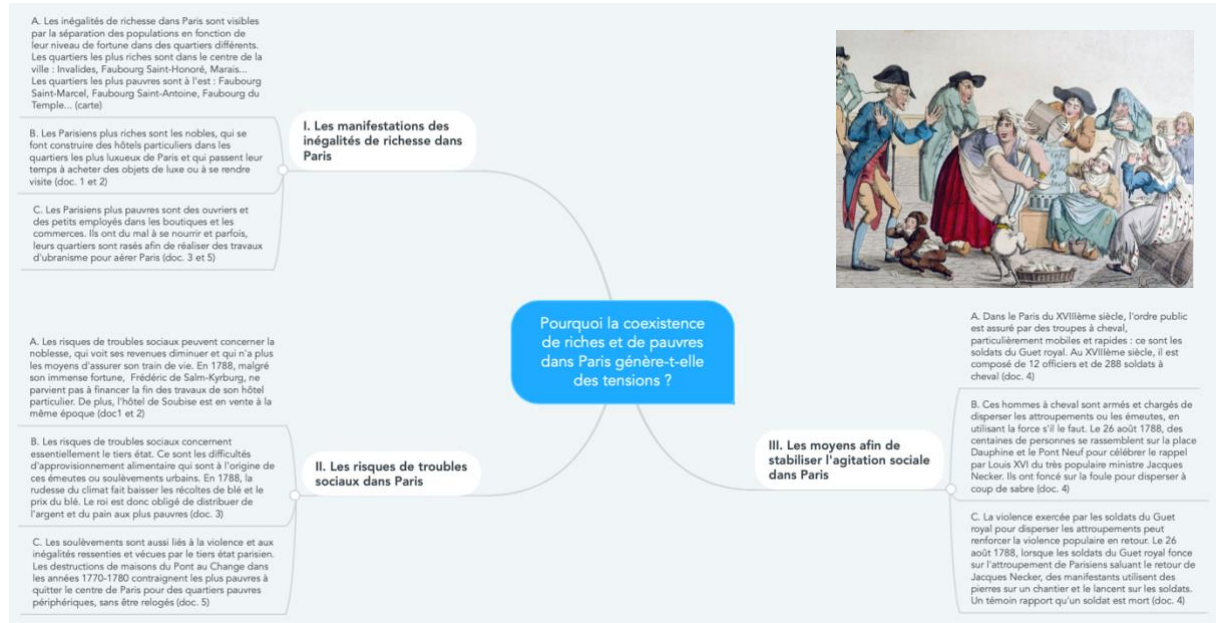 A. Les inégalités de richesse dans Paris sont visibles
par la séparation des populations en fonction de
leur niveau de fortune dans des quartiers différents.
Les quartiers les plus riches sont dans le centre de la
ville : Invalides, Faubourg Saint-Honoré, Marais...
Les quartiers les plus pauvres sont à l'est : Faubourg
Saint-Marcel, Faubourg Saint-Antoine, Faubourg du
Temple... (carte)
B. Les Parisiens plus riches sont les nobles, qui se
font construire des hôtels particuliers dans les
quartiers les plus luxueux de Paris et qui passent leur
temps à acheter des objets de luxe ou à se rendre
visite (doc. 1 et 2)
C. Les Parisiens plus pauvres sont des ouvriers et
des petits employés dans les boutiques et les
commerces. Ils ont du mal à se nourrir et parfois,
leurs quartiers sont rasés afin de réaliser des travaux
d'ubranisme pour aérer Paris (doc. 3 et 5)
I. Les manifestations des
inégalités de richesse dans
Paris
Pourquoi la coexistence
de riches et de pauvres
dans Paris génère-t-elle
des tensions ?
A. Les risques de troubles sociaux peuvent concerner la
noblesse, qui voit ses revenues diminuer et qui n'a plus
les moyens d'assurer son train de vie. En 1788, malgré
son immense fortune, Frédéric de Salm-Kyrburg, ne
parvient pas à financer la fin des travaux de son hôtel
particulier. De plus, l'hôtel de Soubise est en vente à la
même époque (doc1 et 2)
B. Les risques de troubles sociaux concernent
essentiellement le tiers état. Ce sont les difficultés
d'approvisionnement alimentaire qui sont à l'origine de
ces émeutes ou soulèvements urbains. En 1788, la
rudesse du climat fait baisser les récoltes de blé et le
prix du blé. Le roi est donc obligé de distribuer de
l'argent et du pain aux plus pauvres (doc. 3)
C. Les soulèvements sont aussi liés à la violence et aux
inégalités ressenties et vécues par le tiers état parisien.
Les destructions de maisons du Pont au Change dans
les années 1770-1780 contraignent les plus pauvres à
quitter le centre de Paris pour des quartiers pauvres
périphériques, sans être relogés (doc. 5)
II. Les risques de troubles
sociaux dans Paris
III. Les moyens afin de
stabiliser l'agitation sociale
dans Paris
A. Dans le Paris du XVIIIème siècle, l'ordre public
est assuré par des troupes à cheval,
particulièrement mobiles et rapides : ce sont les
soldats du Guet royal. Au XVIIIème siècle, il est
composé de 12 officiers et de 288 soldats à
cheval (doc. 4)
B. Ces hommes à cheval sont armés et chargés de
disperser les attroupements ou les émeutes, en
utilisant la force s'il le faut. Le 26 août 1788, des
centaines de personnes se rassemblent sur la place
Dauphine et le Pont Neuf pour célébrer le rappel
par Louis XVI du très populaire ministre Jacques
Necker. Ils ont foncé sur la foule pour disperser à
coup de sabre (doc. 4)
C. La violence exercée par les soldats du Guet
royal pour disperser les attroupements peut
renforcer la violence populaire en retour. Le 26
août 1788, lorsque les soldats du Guet royal fonce
sur l'attroupement de Parisiens saluant le retour de
Jacques Necker, des manifestants utilisent des
pierres sur un chantier et le lancent sur les soldats.
Un témoin rapport qu'un soldat est mort (doc. 4)